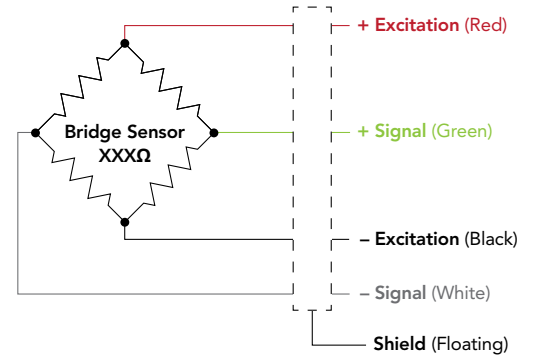 + Excitation (Red)
Bridge Sensor
XXXΩ
+ Signal (Green)
– Excitation (Black)
– Signal (White)
Shield (Floating)